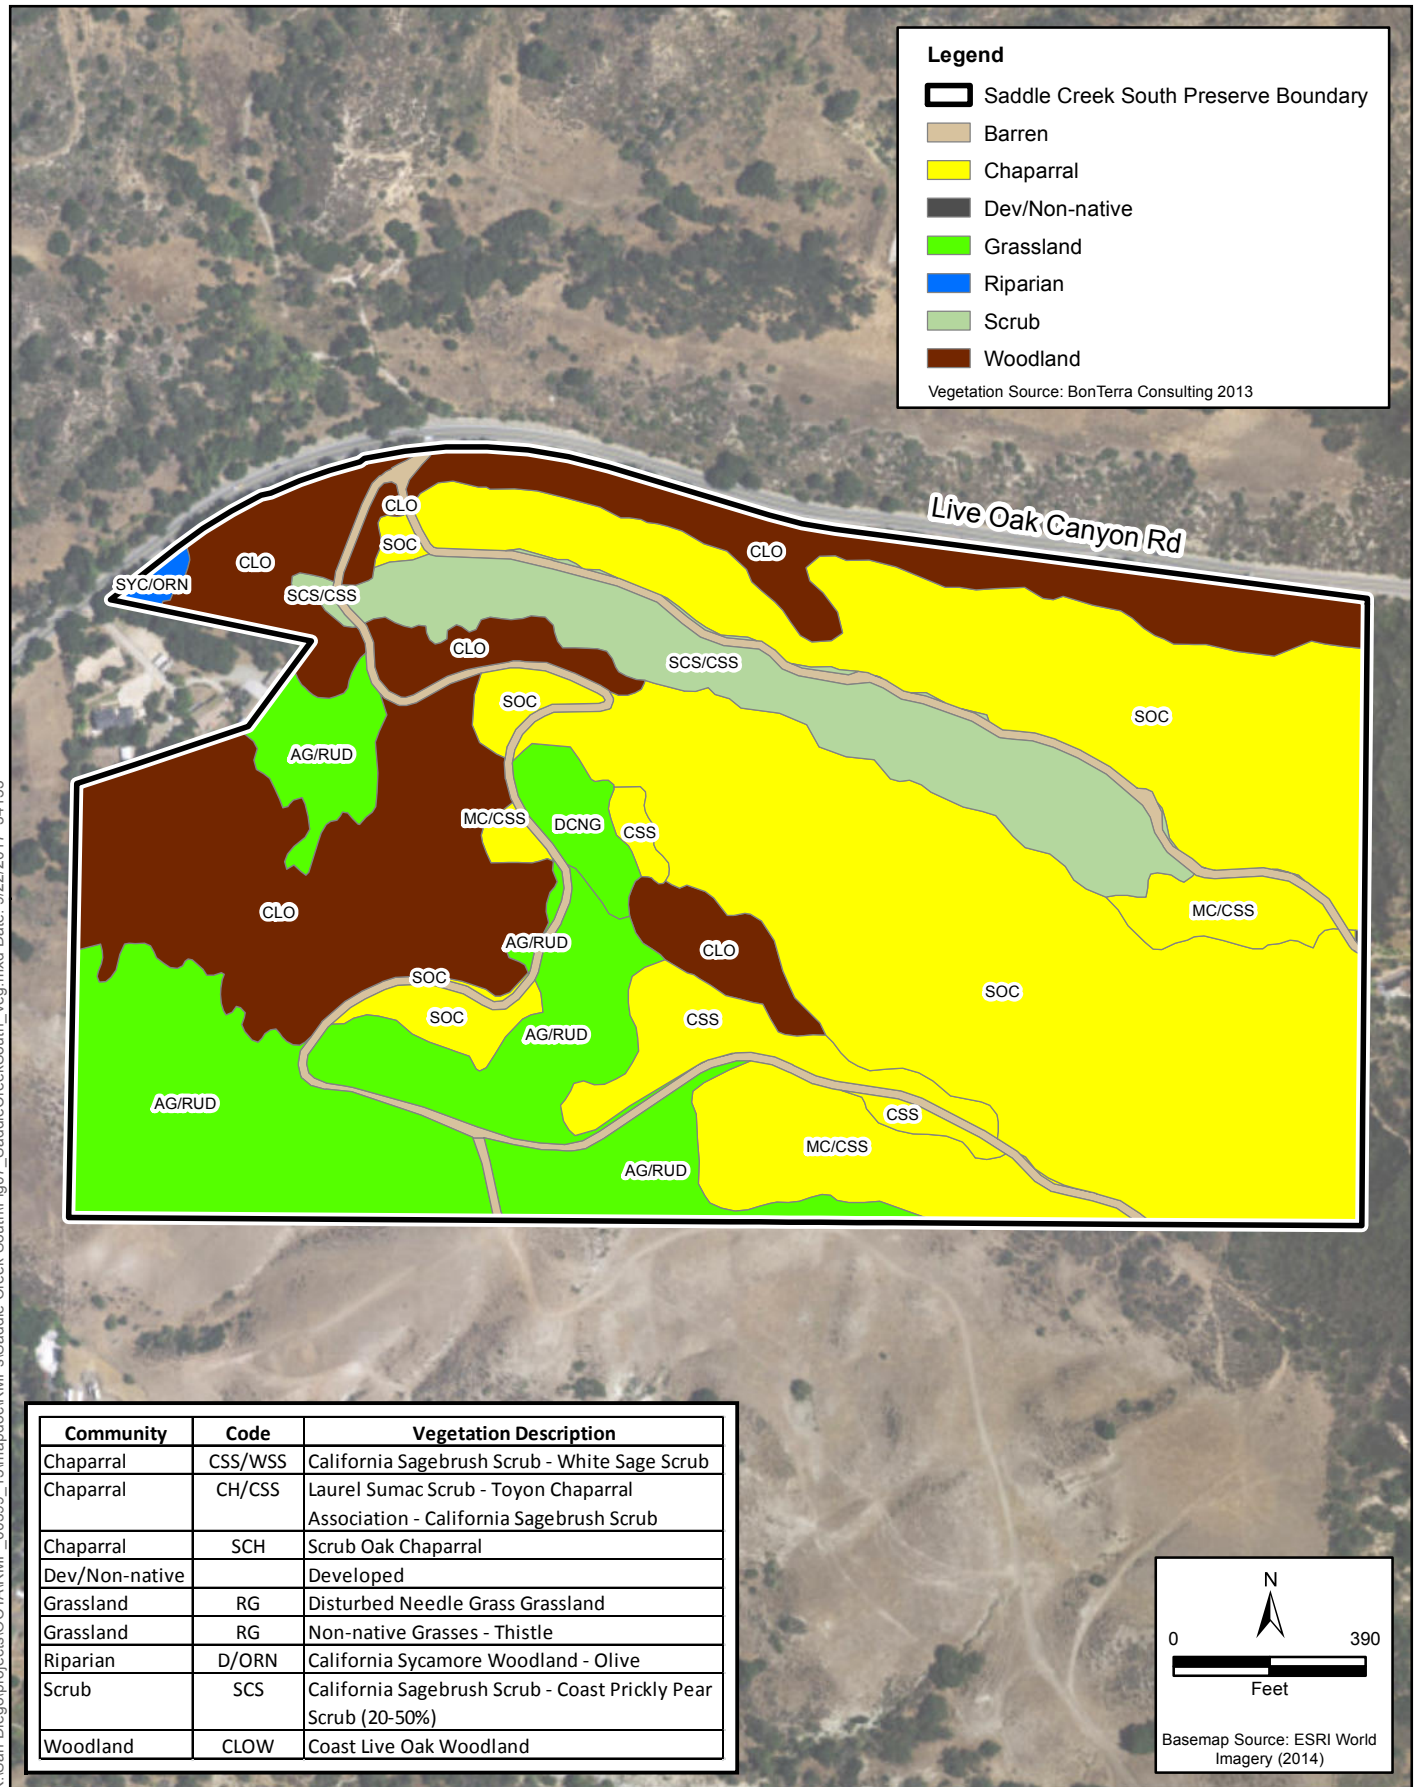 Legend
Saddle Creek South Preserve Boundary
Barren
Chaparral
Dev/Non-native
Grassland
Riparian
Scrub
Woodland
Vegetation Source: BonTerra Consulting 2013
Live Oak Canyon Rd
CLO
SOC
CLO
CLO
SYC/ORN
SCS/CSS
CLO
SCS/CSS
SOC
SOC
AG/RUD
MC/CSS
DCNG
CSS
CLO
MC/CSS
AG/RUD
CLO
SOC
SOC
SOC
CSS
AG/RUD
AG/RUD
CSS
MC/CSS
AG/RUD
Community Code Vegetation Description
Chaparral CSS/WSS California Sagebrush Scrub - White Sage Scrub
Chaparral CH/CSS Laurel Sumac Scrub - Toyon Chaparral
Association - California Sagebrush Scrub
Chaparral SCH Scrub Oak Chaparral
Dev/Non-native Developed
Grassland RG Disturbed Needle Grass Grassland
Grassland RG Non-native Grasses - Thistle
Riparian D/ORN California Sycamore Woodland - Olive
Scrub SCS California Sagebrush Scrub - Coast Prickly Pear
Scrub (20-50%)
Woodland CLOW Coast Live Oak Woodland
N
0 390
Feet
Basemap Source: ESRI World
Imagery (2014)